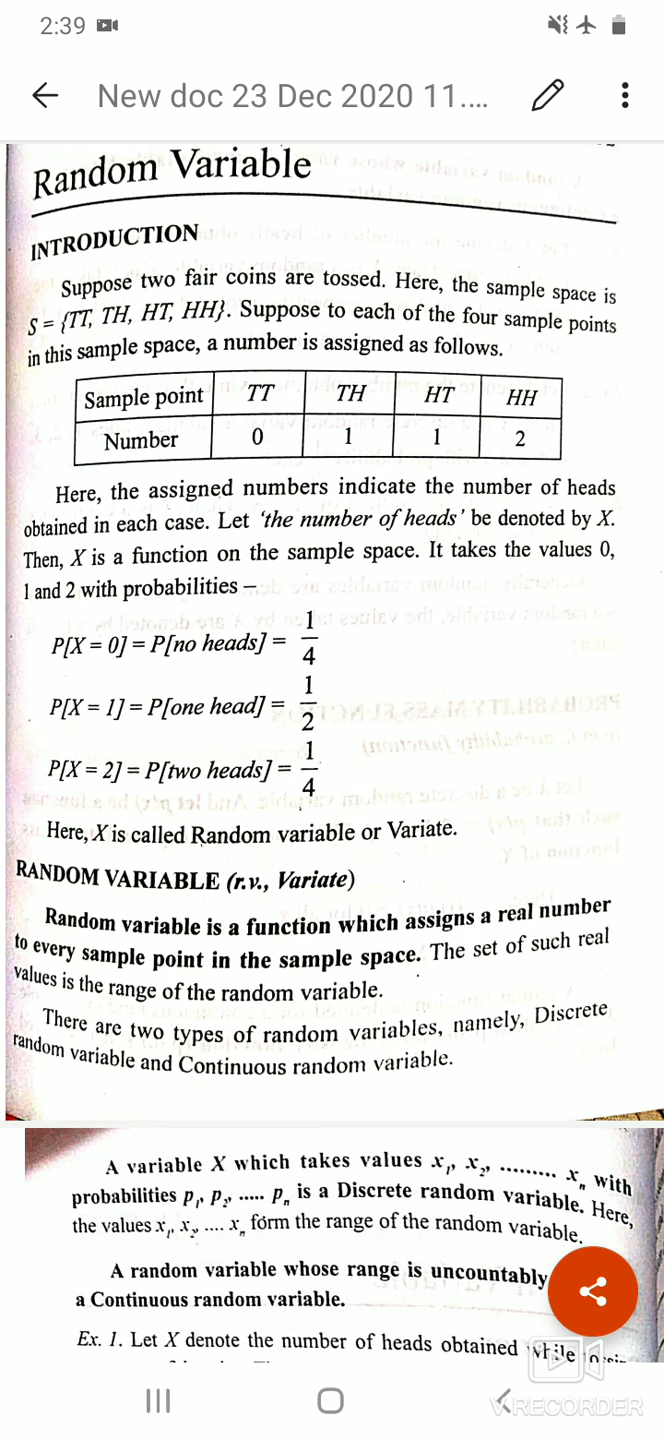 2:39
New doc 23 Dec 2020 11....
Random Variable
INTRODUCTION
Suppose two fair coins are tossed. Here, the sample space is
S = {TT, TH, HT, HH}. Suppose to each of the four sample points
in this sample space, a number is assigned as follows.
Sample point TT TH HT HH
Number 0 1 1 2
Here, the assigned numbers indicate the number of heads
obtained in each case. Let 'the number of heads' be denoted by X.
Then, X is a function on the sample space. It takes the values 0,
1 and 2 with probabilities –
P[X = 0] = P[no heads] = 1/4
P[X = 1] = P[one head] = 1/2
P[X = 2] = P[two heads] = 1/4
Here, X is called Random variable or Variate.
RANDOM VARIABLE (r.v., Variate)
Random variable is a function which assigns a real number
to every sample point in the sample space. The set of such real
values is the range of the random variable.
There are two types of random variables, namely, Discrete
random variable and Continuous random variable.
A variable X which takes values x₁, x₂, ......... xₙ with
probabilities p₁, p₂, ..... pₙ is a Discrete random variable. Here,
the values x₁, x₂, .... xₙ form the range of the random variable.
A random variable whose range is uncountably
a Continuous random variable.
Ex. 1. Let X denote the number of heads obtained while
V RECORDER